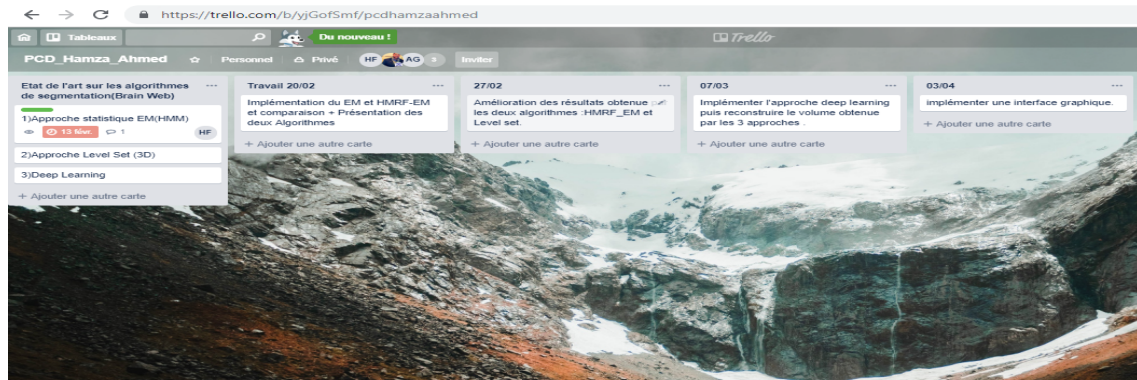 https://trello.com/b/yjGofSmf/pcdhamzaahmed
Tableaux
Du nouveau !
Trello
PCD_Hamza_Ahmed
Personnel
Privé
HF
AG
Inviter
Etat de l'art sur les algorithmes
de segmentation(Brain Web)
1)Approche statistique EM(HMM)
13 févr.
1
HF
2)Approche Level Set (3D)
3)Deep Learning
+ Ajouter une autre carte
Travail 20/02
Implémentation du EM et HMRF-EM
et comparaison + Présentation des
deux Algorithmes
+ Ajouter une autre carte
27/02
Amélioration des résultats obtenue
les deux algorithmes :HMRF_EM et
Level set.
+ Ajouter une autre carte
07/03
Implémenter l'approche deep learning
puis reconstruire le volume obtenue
par les 3 approches .
+ Ajouter une autre carte
03/04
implémenter une interface graphique.
+ Ajouter une autre carte